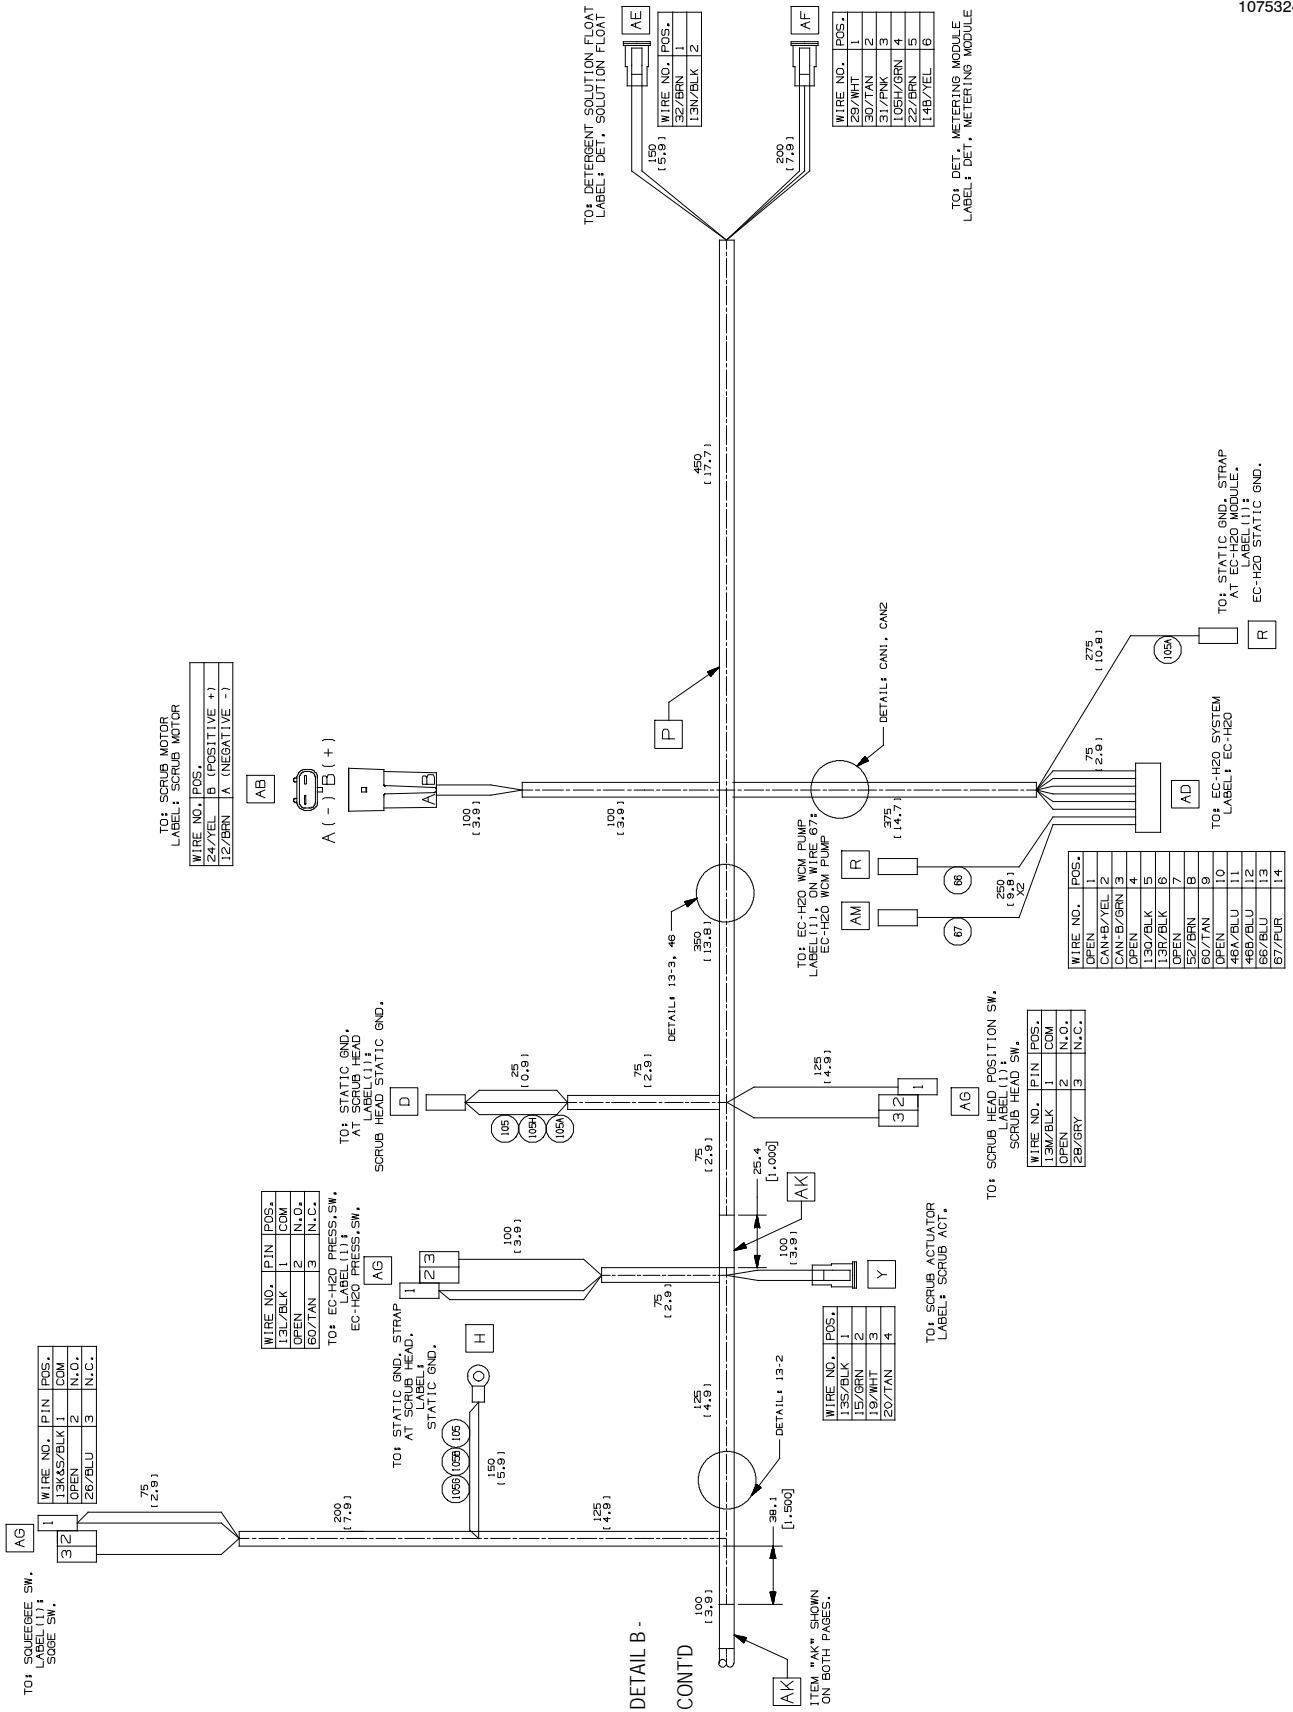 107532
TO: DETERGENT SOLUTION FLOAT
LABEL: DET. SOLUTION FLOAT
AE
WIRE NO. POS.
32/BRN 1
13N/BLK 2
150
[5.9]
AF
WIRE NO. POS.
29/WHT 1
30/TAN 2
31/PNK 3
105H/GRN 4
22/BRN 5
14B/YEL 6
200
[7.9]
TO: DET. METERING MODULE
LABEL: DET. METERING MODULE
450
[17.7]
P
TO: SCRUB MOTOR
LABEL: SCRUB MOTOR
WIRE NO. POS.
24/YEL B (POSITIVE +)
12/BRN A (NEGATIVE -)
AB
A(-) B(+)
A B
100
[3.9]
100
[3.9]
DETAIL: CAN1, CAN2
375
[14.7]
275
[10.8]
105A
R
TO: STATIC GND. STRAP
AT EC-H2O MODULE.
LABEL(1):
EC-H2O STATIC GND.
75
[2.9]
AD
TO: EC-H2O SYSTEM
LABEL: EC-H2O
WIRE NO. POS.
OPEN 1
CAN+B/YEL 2
CAN-B/GRN 3
OPEN 4
13Q/BLK 5
13R/BLK 6
OPEN 7
52/BRN 8
60/TAN 9
OPEN 10
46A/BLU 11
46B/BLU 12
66/BLU 13
67/PUR 14
TO: EC-H2O WCM PUMP
LABEL(1), ON WIRE 67:
EC-H2O WCM PUMP
R
AM
66
67
250
[9.8]
X2
DETAIL: 13-3, 46
350
[13.8]
TO: STATIC GND.
AT SCRUB HEAD
LABEL(1):
SCRUB HEAD STATIC GND.
D
25
[0.9]
105
105H
105A
75
[2.9]
125
[4.9]
1
3 2
AG
TO: SCRUB HEAD POSITION SW.
LABEL(1):
SCRUB HEAD SW.
WIRE NO. PIN POS.
13M/BLK 1 COM
OPEN 2 N.O.
28/GRY 3 N.C.
75
[2.9]
25.4
[1.000]
AK
WIRE NO. PIN POS.
13L/BLK 1 COM
OPEN 2 N.O.
60/TAN 3 N.C.
TO: EC-H2O PRESS.SW.
LABEL(1):
EC-H2O PRESS.SW.
AG
1
2 3
100
[3.9]
75
[2.9]
100
[3.9]
Y
TO: SCRUB ACTUATOR
LABEL: SCRUB ACT.
WIRE NO. POS.
13S/BLK 1
15/GRN 2
19/WHT 3
20/TAN 4
TO: STATIC GND. STRAP
AT SCRUB HEAD.
LABEL:
STATIC GND.
H
105G
105B
105
150
[5.9]
125
[4.9]
DETAIL: 13-2
WIRE NO. PIN POS.
13K&S/BLK 1 COM
OPEN 2 N.O.
26/BLU 3 N.C.
AG
1
3 2
TO: SQUEEGEE SW.
LABEL(1):
SQGE SW.
75
[2.9]
200
[7.9]
125
[4.9]
38.1
[1.500]
100
[3.9]
AK
ITEM "AK" SHOWN
ON BOTH PAGES.
DETAIL B -
CONT'D